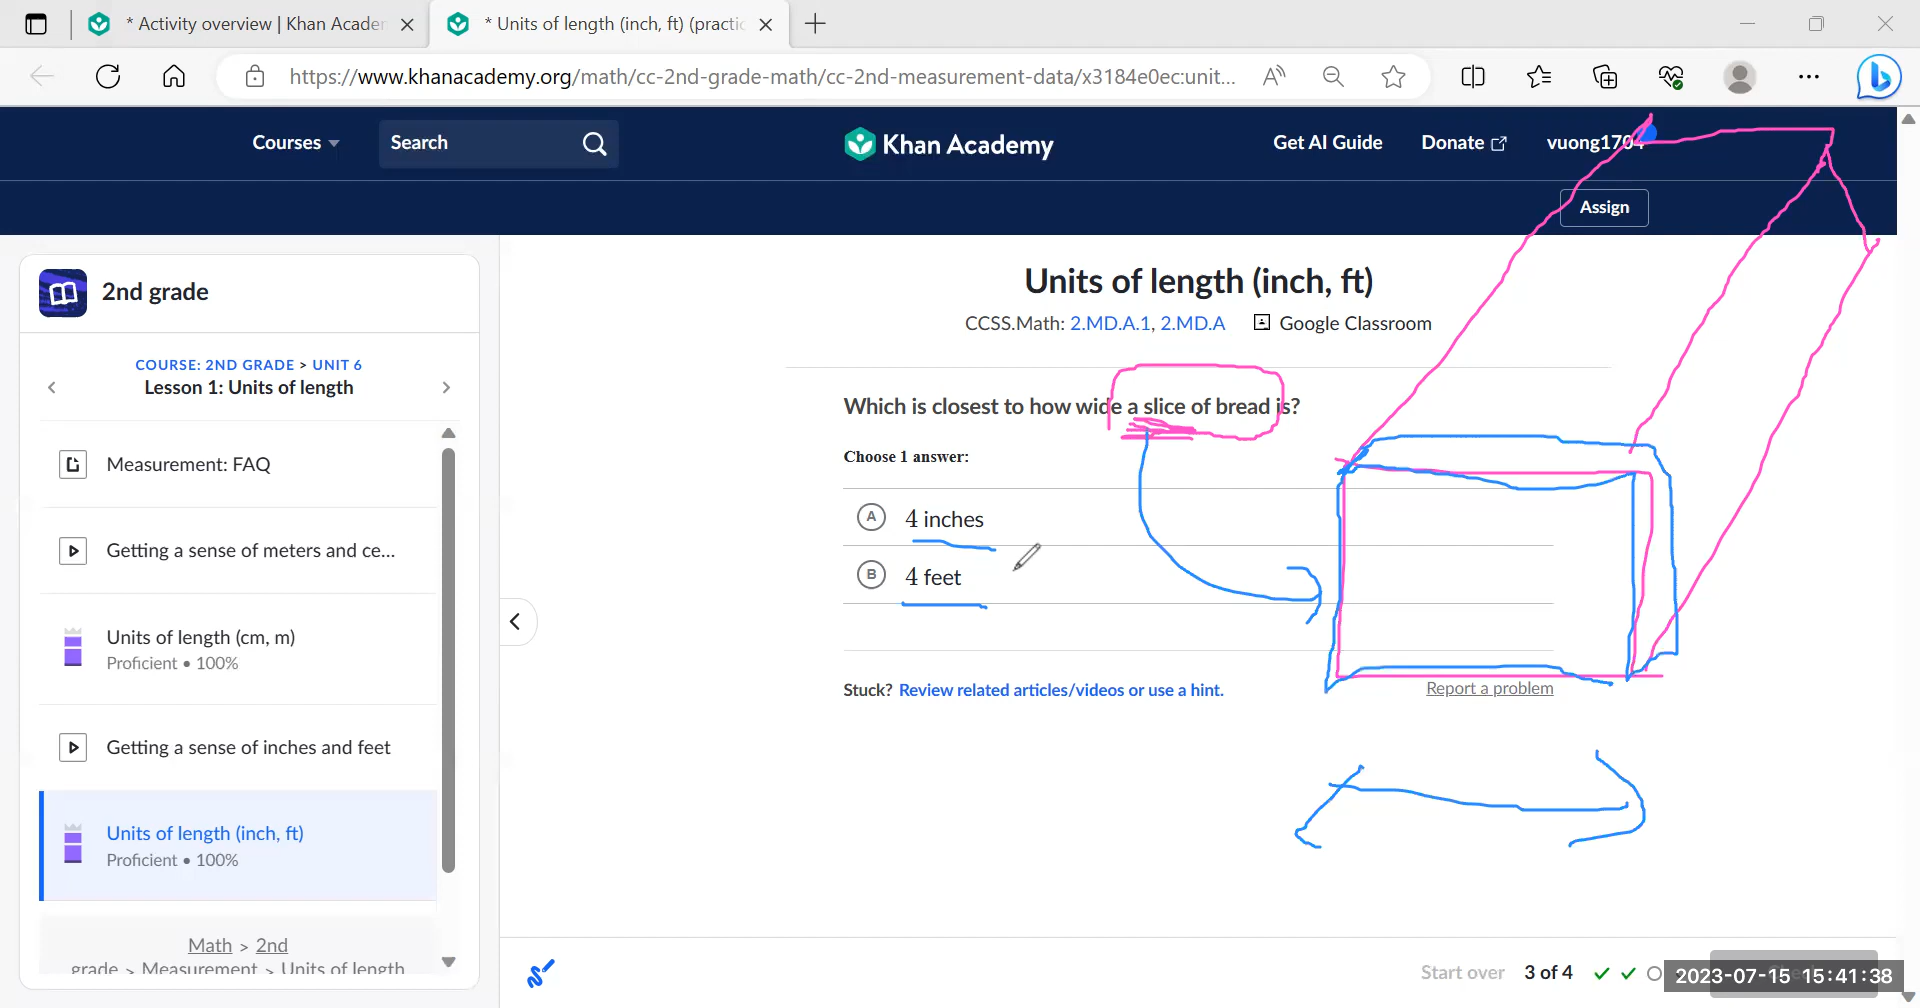 * Activity overview | Khan Acade
* Units of length (inch, ft) (practic
https://www.khanacademy.org/math/cc-2nd-grade-math/cc-2nd-measurement-data/x3184e0ec:unit...
Courses
Search
Khan Academy
Get AI Guide
Donate
vuong1704
Assign
2nd grade
COURSE: 2ND GRADE > UNIT 6
Lesson 1: Units of length
Measurement: FAQ
Getting a sense of meters and ce...
Units of length (cm, m)
Proficient • 100%
Getting a sense of inches and feet
Units of length (inch, ft)
Proficient • 100%
Math > 2nd
grade > Measurement > Units of length
Units of length (inch, ft)
CCSS.Math: 2.MD.A.1, 2.MD.A
Google Classroom
Which is closest to how wide a slice of bread is?
Choose 1 answer:
A 4 inches
B 4 feet
Stuck? Review related articles/videos or use a hint.
Report a problem
Start over
3 of 4
2023-07-15 15:41:38